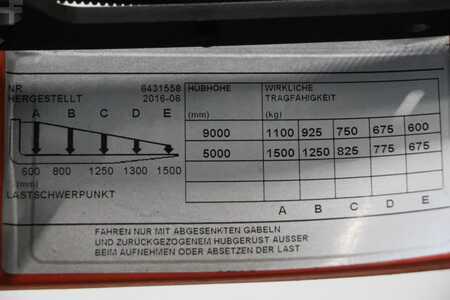 NR 6431558
HERGESTELLT 2016-06
A B C D E
600 800 1250 1300 1500
(mm)
LASTSCHWERPUNKT
HUBHÖHE WIRKLICHE
TRAGFÄHIGKEIT
(mm) (kg)
9000 1100 925 750 675 600
5000 1500 1250 825 775 675
A B C D E
FAHREN NUR MIT ABGESENKTEN GABELN
UND ZURÜCKGEZOGENEM HUBGERÜST AUSSER
BEIM AUFNEHMEN ODER ABSETZEN DER LAST